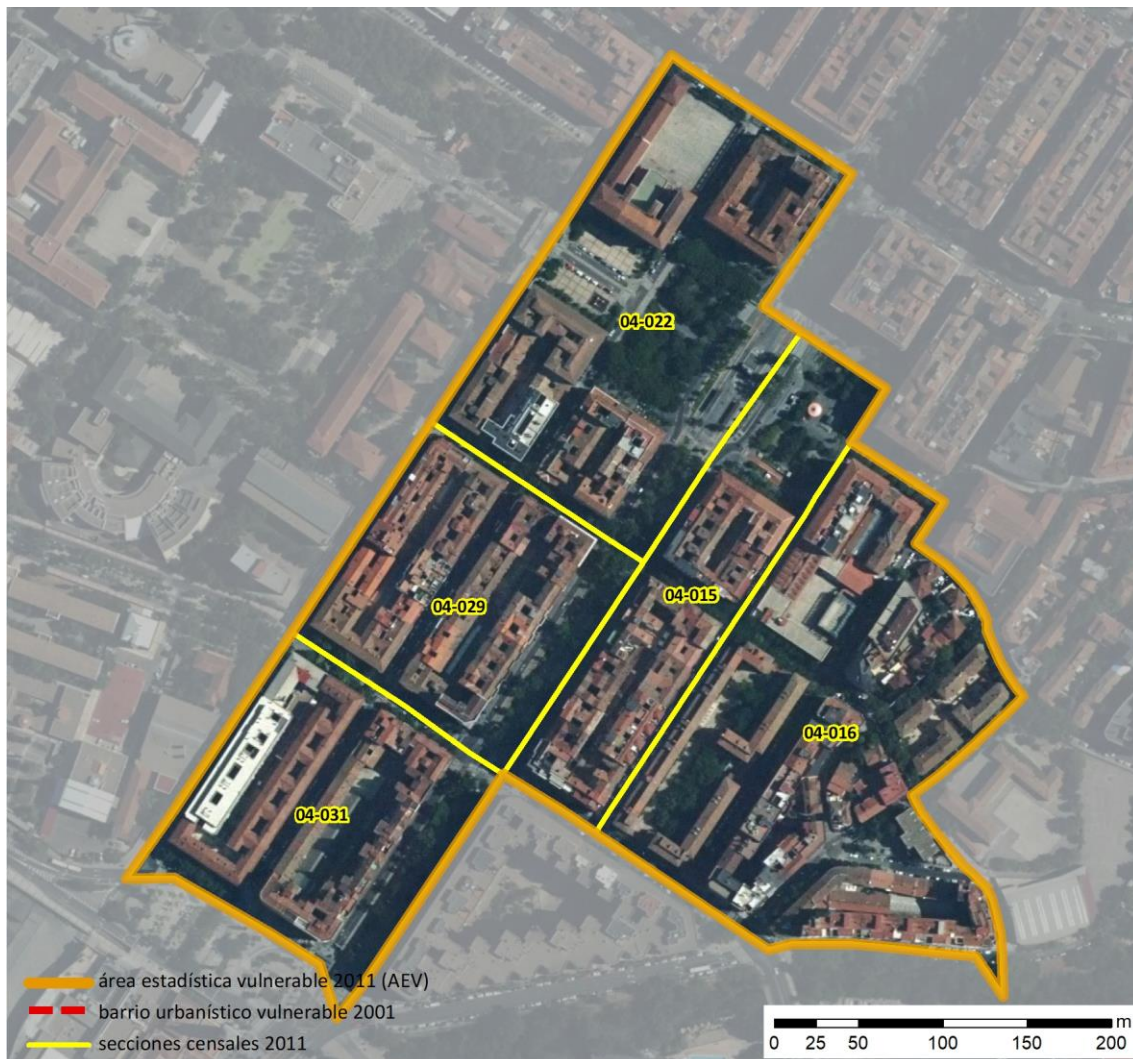 04-022
04-015
04-029
04-016
04-031
área estadística vulnerable 2011 (AEV)
barrio urbanístico vulnerable 2001
secciones censales 2011
m
0 25 50 100 150 200